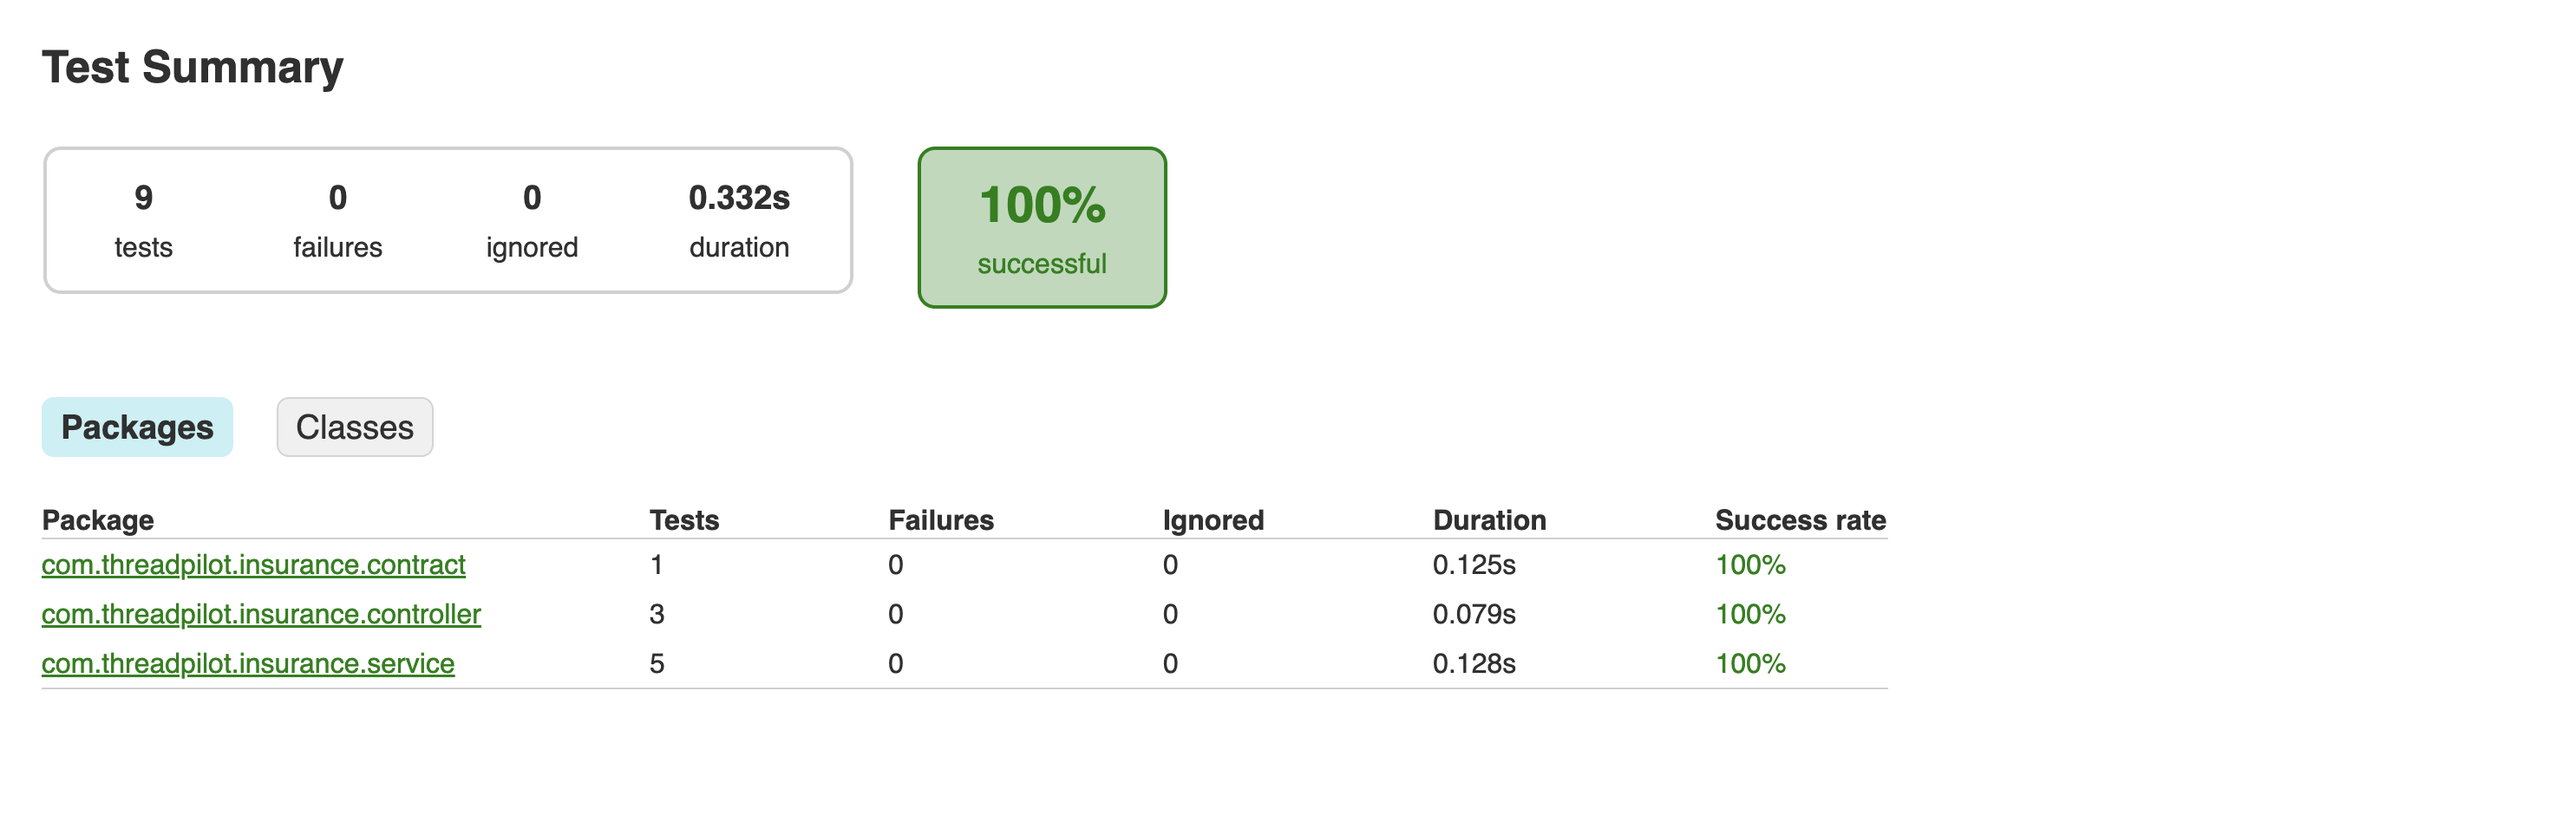 Test Summary
9 0 0 0.332s
tests failures ignored duration
100%
successful
Packages Classes
Package Tests Failures Ignored Duration Success rate
com.threadpilot.insurance.contract 1 0 0 0.125s 100%
com.threadpilot.insurance.controller 3 0 0 0.079s 100%
com.threadpilot.insurance.service 5 0 0 0.128s 100%